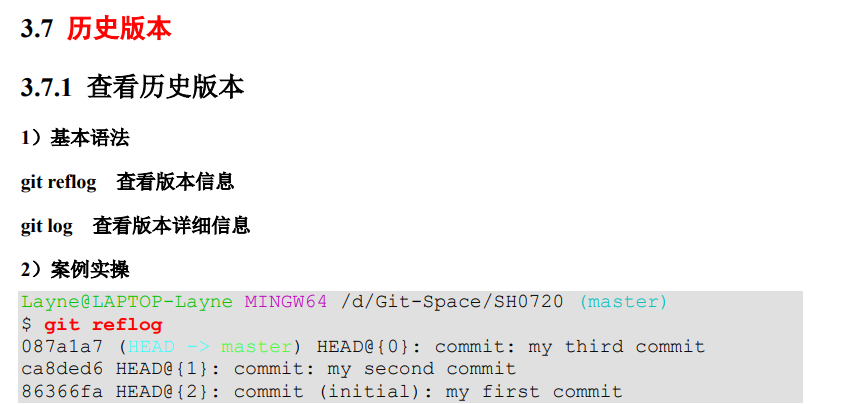 3.7 历史版本
3.7.1 查看历史版本
1）基本语法
git reflog 查看版本信息
git log 查看版本详细信息
2）案例实操
Layne@LAPTOP-Layne MINGW64 /d/Git-Space/SH0720 (master)
$ git reflog
087a1a7 (HEAD -> master) HEAD@{0}: commit: my third commit
ca8ded6 HEAD@{1}: commit: my second commit
86366fa HEAD@{2}: commit (initial): my first commit